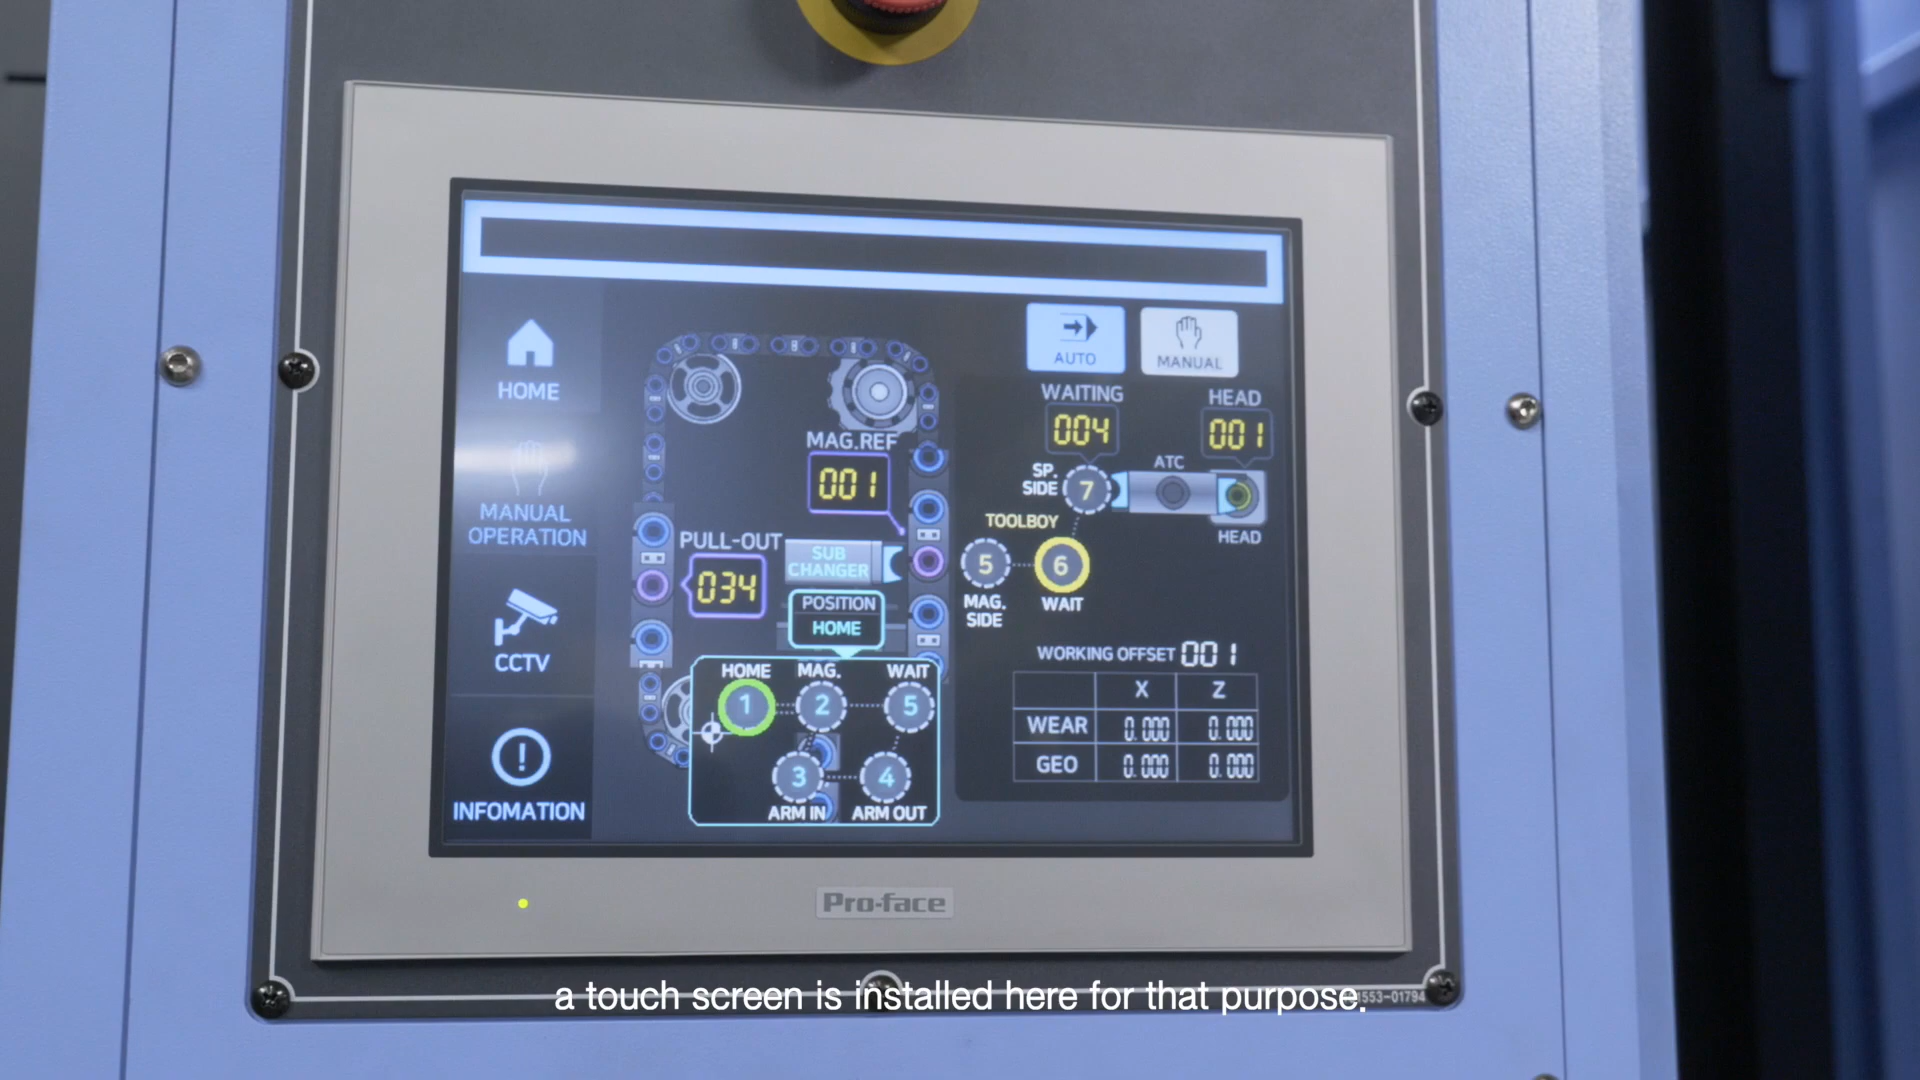 AUTO
MANUAL
HOME
WAITING
HEAD
004
001
MAG.REF
001
ATC
SP.
SIDE
7
TOOLBOY
HEAD
MANUAL
OPERATION
PULL-OUT
034
SUB
CHANGER
5
6
MAG.
SIDE
WAIT
POSITION
HOME
CCTV
WORKING OFFSET 001
HOME
MAG.
WAIT
1
2
5
X
Z
WEAR
0.000
0.000
3
4
GEO
0.000
0.000
INFOMATION
ARM IN
ARM OUT
Pro-face
a touch screen is installed here for that purpose.
1553-01794